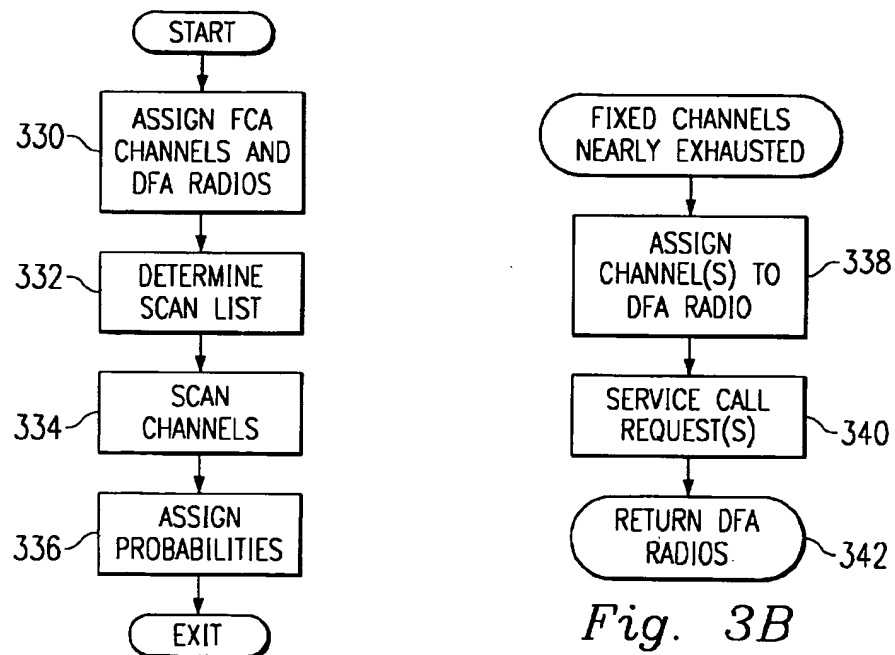 START
330
ASSIGN FCA
CHANNELS AND
DFA RADIOS
332
DETERMINE
SCAN LIST
334
SCAN
CHANNELS
336
ASSIGN
PROBABILITIES
EXIT
FIXED CHANNELS
NEARLY EXHAUSTED
ASSIGN
CHANNEL(S) TO
DFA RADIO
338
SERVICE CALL
REQUEST(S)
340
RETURN DFA
RADIOS
342
Fig. 3B